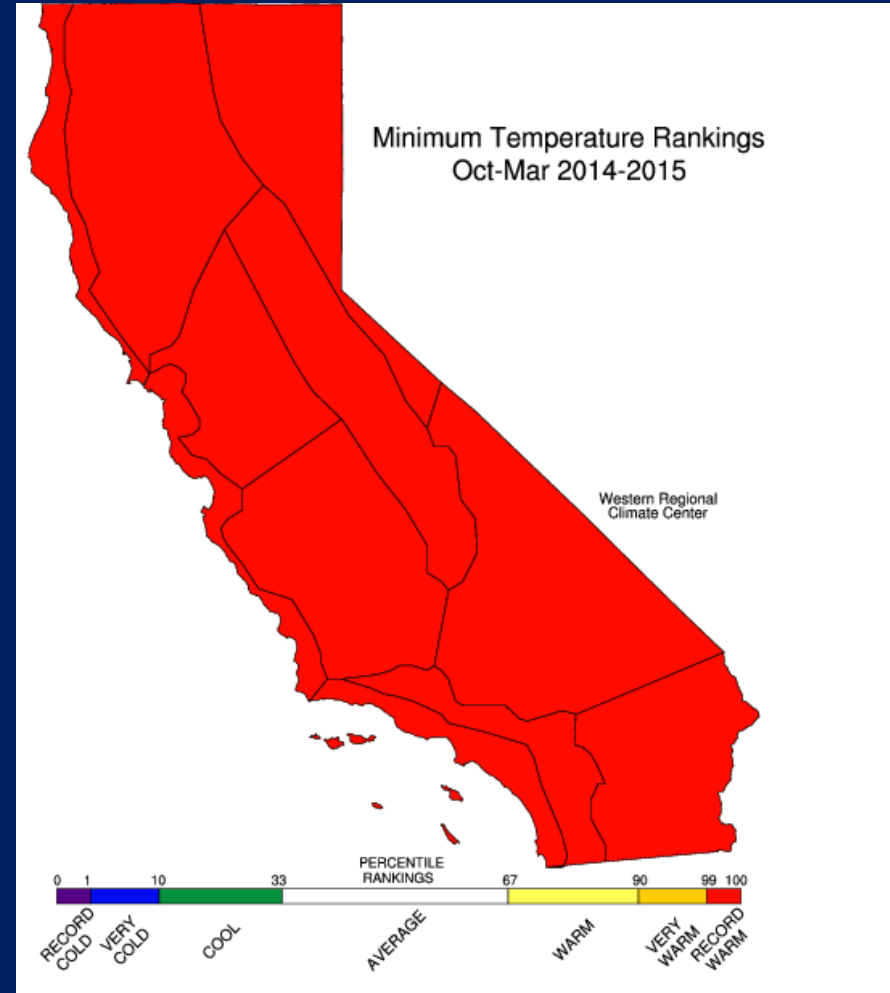 Minimum Temperature Rankings
Oct-Mar 2014-2015
Western Regional
Climate Center
PERCENTILE
RANKINGS
0 1 10 33 67 90 99 100
RECORD
COLD
VERY
COLD
COOL
AVERAGE
WARM
VERY
WARM
RECORD
WARM